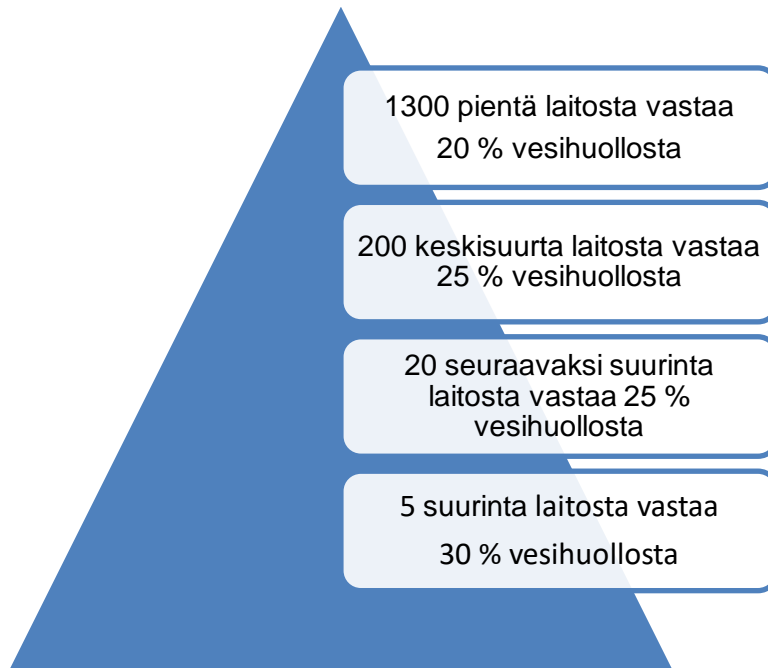 1300 pientä laitosta vastaa
20 % vesihuollosta
200 keskisuurta laitosta vastaa
25 % vesihuollosta
20 seuraavaksi suurinta
laitosta vastaa 25 %
vesihuollosta
5 suurinta laitosta vastaa
30 % vesihuollosta